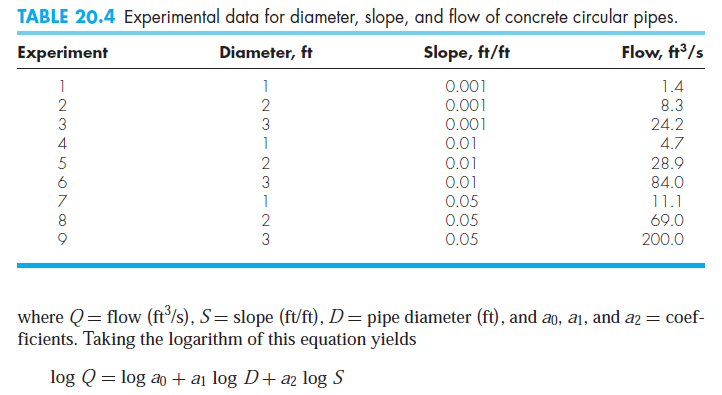 TABLE 20.4 Experimental data for diameter, slope, and flow of concrete circular pipes.
Experiment Diameter, ft Slope, ft/ft Flow, ft³/s
1 1 0.001 1.4
2 2 0.001 8.3
3 3 0.001 24.2
4 1 0.01 4.7
5 2 0.01 28.9
6 3 0.01 84.0
7 1 0.05 11.1
8 2 0.05 69.0
9 3 0.05 200.0
where Q = flow (ft³/s), S = slope (ft/ft), D = pipe diameter (ft), and a₀, a₁, and a₂ = coef-
ficients. Taking the logarithm of this equation yields
log Q = log a₀ + a₁ log D + a₂ log S